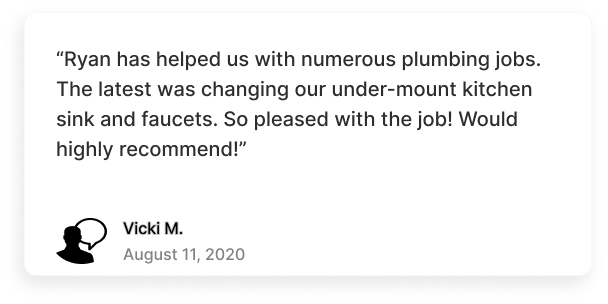 “Ryan has helped us with numerous plumbing jobs.
The latest was changing our under-mount kitchen
sink and faucets. So pleased with the job! Would
highly recommend!”
Vicki M.
August 11, 2020